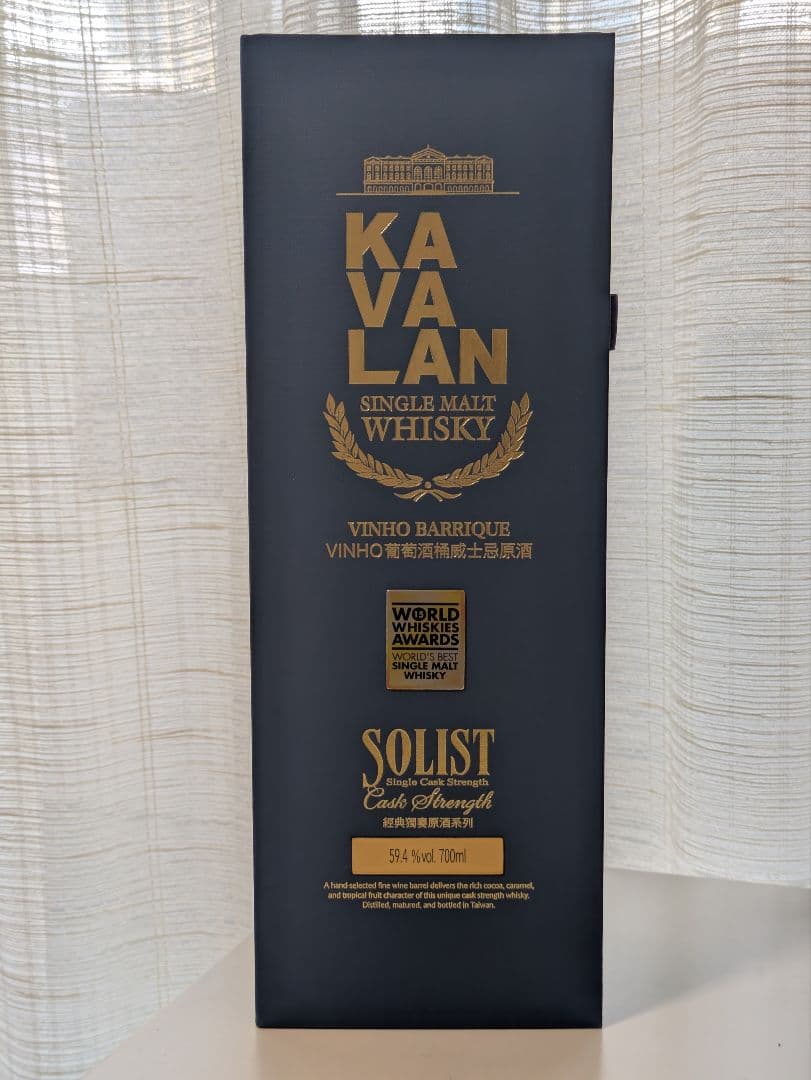 KA
VA
LAN
SINGLE MALT
WHISKY
VINHO BARRIQUE
VINHO葡萄酒桶威士忌原酒
WORLD
WHISKIES
AWARDS
WORLD'S BEST
SINGLE MALT
WHISKY
SOLIST
Single Cask Strength
Cask Strength
經典獨奏原酒系列
59.4 %vol. 700ml
A hand-selected fine wine barrel delivers the rich cocoa, caramel,
and tropical fruit character of this unique cask strength whisky.
Distilled, matured, and bottled in Taiwan.